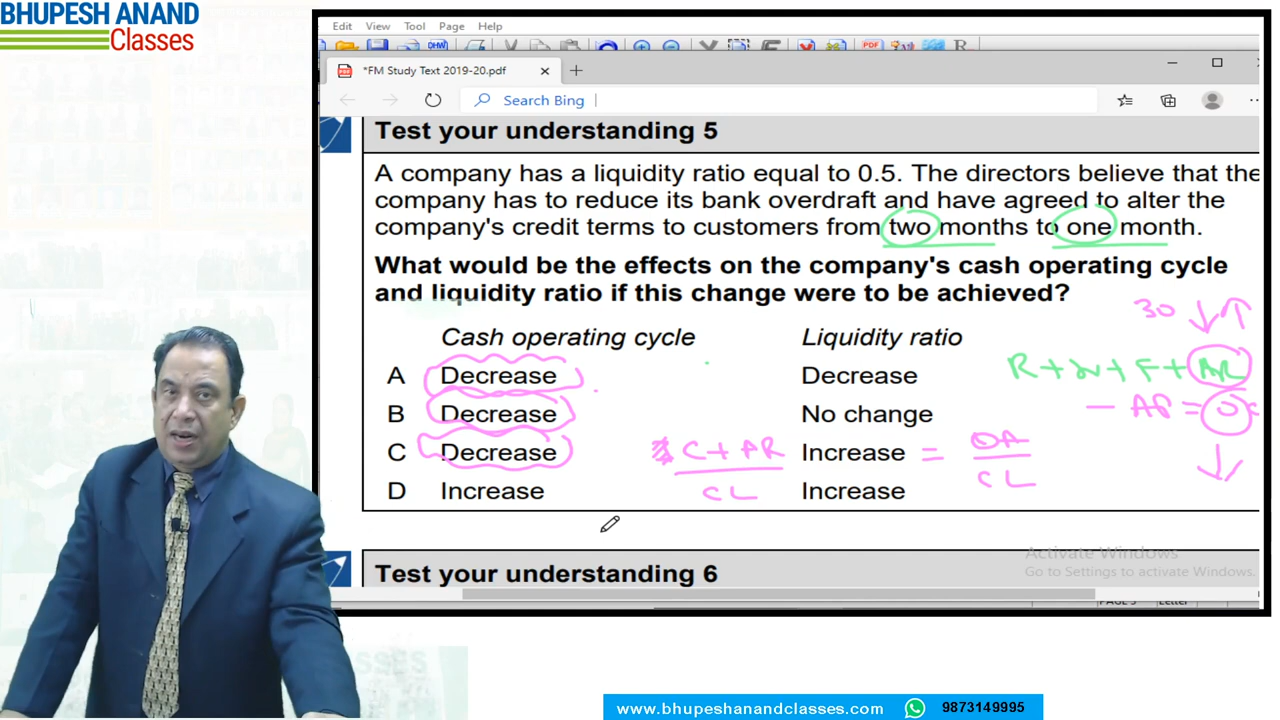 BHUPESH ANAND
Classes
Edit View Tool Page Help
*FM Study Text 2019-20.pdf
Search Bing
Test your understanding 5
A company has a liquidity ratio equal to 0.5. The directors believe that the
company has to reduce its bank overdraft and have agreed to alter the
company's credit terms to customers from two months to one month.
What would be the effects on the company's cash operating cycle
and liquidity ratio if this change were to be achieved?
30
Cash operating cycle Liquidity ratio
A Decrease Decrease
R + W + F + AR
B Decrease No change
- AP = O
C Decrease Increase
C + AR = QA
CL CL
D Increase Increase
Activate Windows
Go to Settings to activate Windows.
Test your understanding 6
PAGE 5 Letter
www.bhupeshanandclasses.com 9873149995